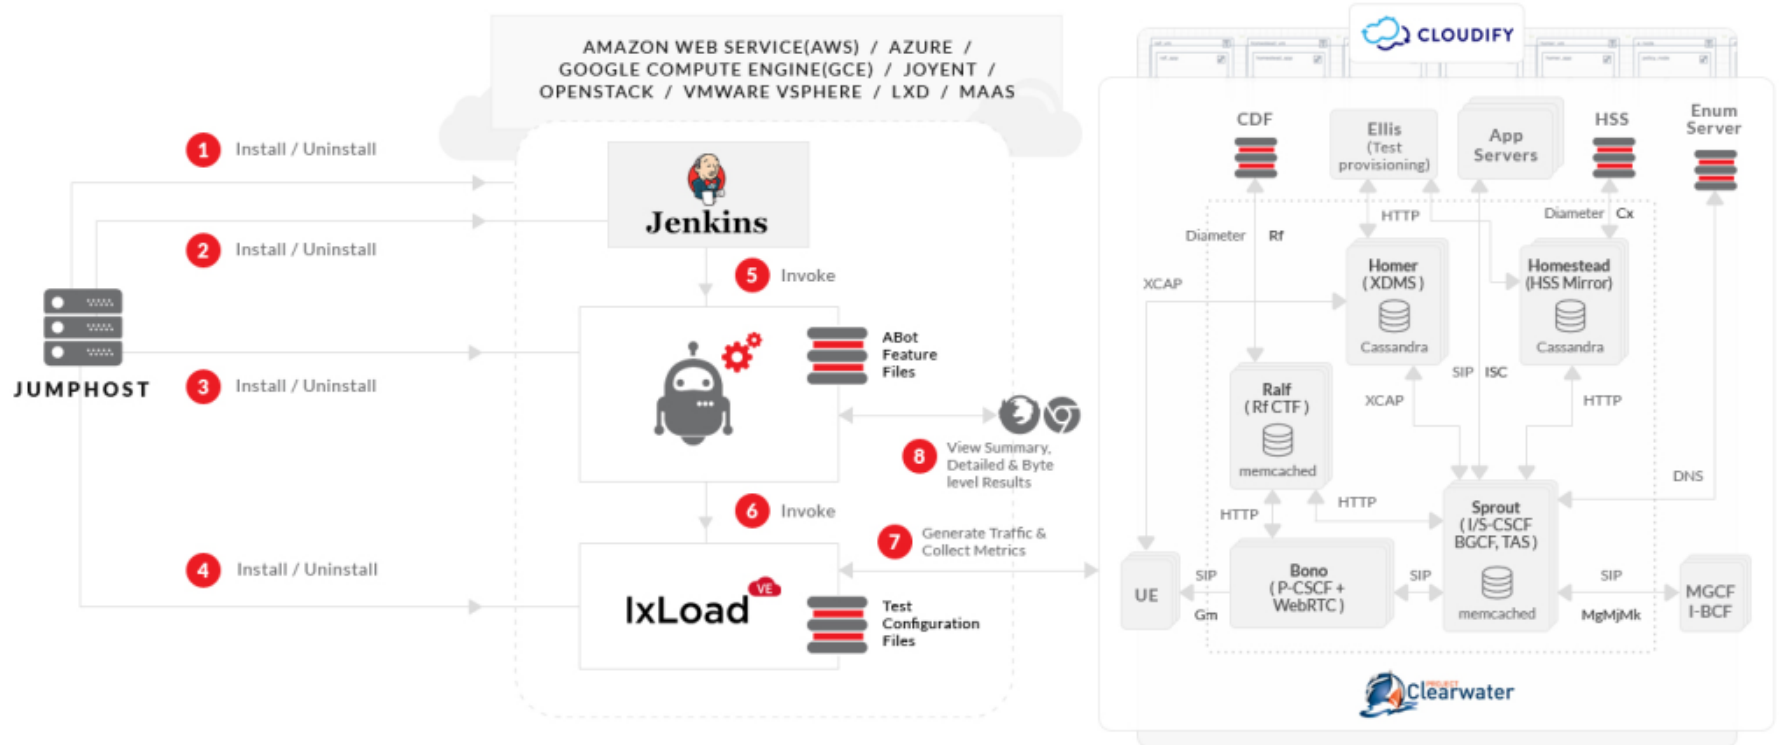 AMAZON WEB SERVICE(AWS) / AZURE /
GOOGLE COMPUTE ENGINE(GCE) / JOYENT /
OPENSTACK / VMWARE VSPHERE / LXD / MAAS
1 Install / Uninstall
2 Install / Uninstall
JUMPHOST
3 Install / Uninstall
4 Install / Uninstall
Jenkins
5 Invoke
ABot
Feature
Files
8 View Summary,
Detailed & Byte
level Results
6 Invoke
7 Generate Traffic &
Collect Metrics
IxLoad VE
Test
Configuration
Files
CLOUDIFY
CDF
Ellis
(Test
provisioning)
App
Servers
HSS
Enum
Server
HTTP
Diameter Cx
Diameter Rf
XCAP
Homer
(XDMS)
Cassandra
Homestead
(HSS Mirror)
Cassandra
SIP ISC
XCAP
HTTP
Ralf
(Rf CTF)
memcached
DNS
HTTP
HTTP
Sprout
(I/S-CSCF
BGCF, TAS)
memcached
UE
SIP
Gm
Bono
(P-CSCF +
WebRTC)
SIP
SIP
MgMjMk
MGCF
I-BCF
PROJECT
Clearwater